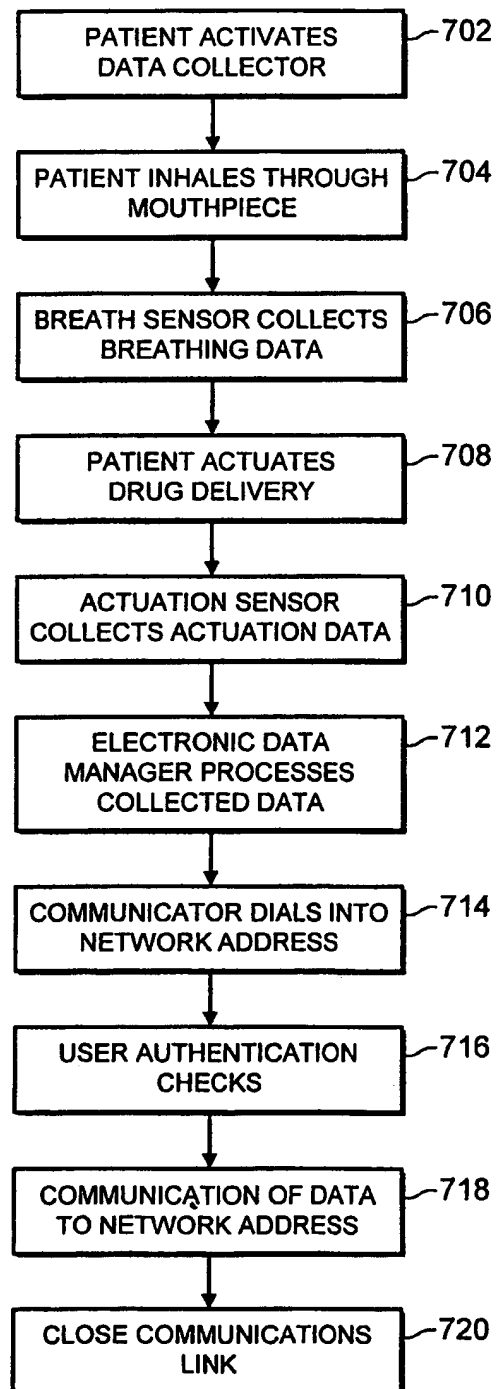 PATIENT ACTIVATES
DATA COLLECTOR
702
PATIENT INHALES THROUGH
MOUTHPIECE
704
BREATH SENSOR COLLECTS
BREATHING DATA
706
PATIENT ACTUATES
DRUG DELIVERY
708
ACTUATION SENSOR
COLLECTS ACTUATION DATA
710
ELECTRONIC DATA
MANAGER PROCESSES
COLLECTED DATA
712
COMMUNICATOR DIALS INTO
NETWORK ADDRESS
714
USER AUTHENTICATION
CHECKS
716
COMMUNICATION OF DATA
TO NETWORK ADDRESS
718
CLOSE COMMUNICATIONS
LINK
720